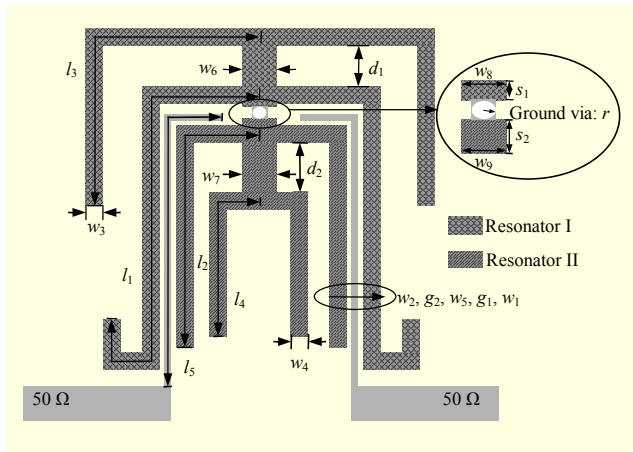 l3
w6
d1
w8
s1
Ground via: r
s2
w9
w7
d2
w3
l1
l2
l4
Resonator I
Resonator II
w2, g2, w5, g1, w1
w4
l5
50 Ω
50 Ω